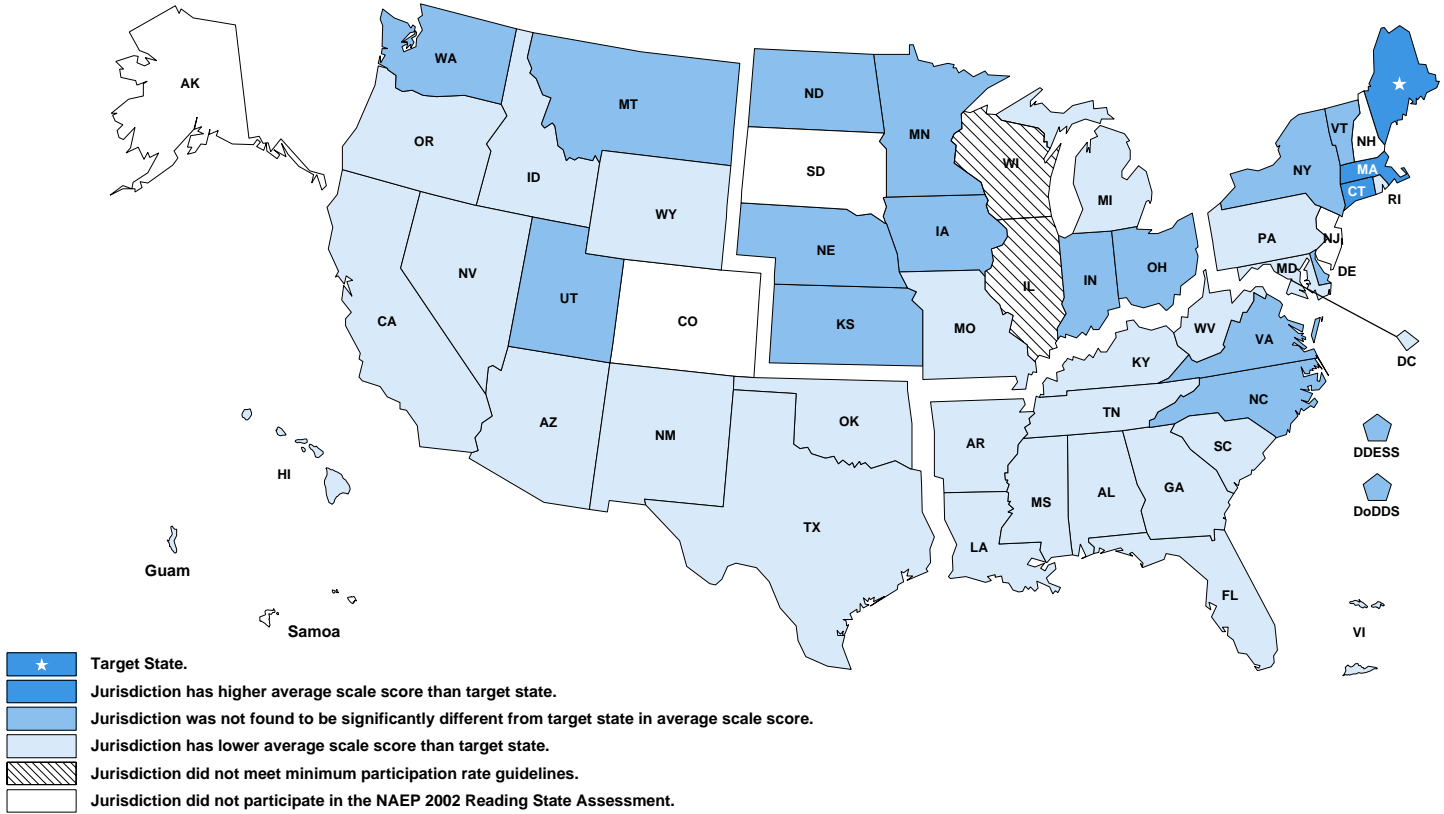 AK
WA
MT
ND
MN
VT
NH
OR
ID
SD
WI
NY
MA
CT
RI
WY
MI
IA
PA
NJ
NV
NE
MD
DE
UT
IN
OH
IL
CA
CO
KS
MO
WV
VA
KY
DC
NC
TN
AZ
NM
OK
AR
SC
DDESS
HI
MS
AL
GA
DoDDS
TX
LA
Guam
FL
Samoa
VI
Target State.
Jurisdiction has higher average scale score than target state.
Jurisdiction was not found to be significantly different from target state in average scale score.
Jurisdiction has lower average scale score than target state.
Jurisdiction did not meet minimum participation rate guidelines.
Jurisdiction did not participate in the NAEP 2002 Reading State Assessment.